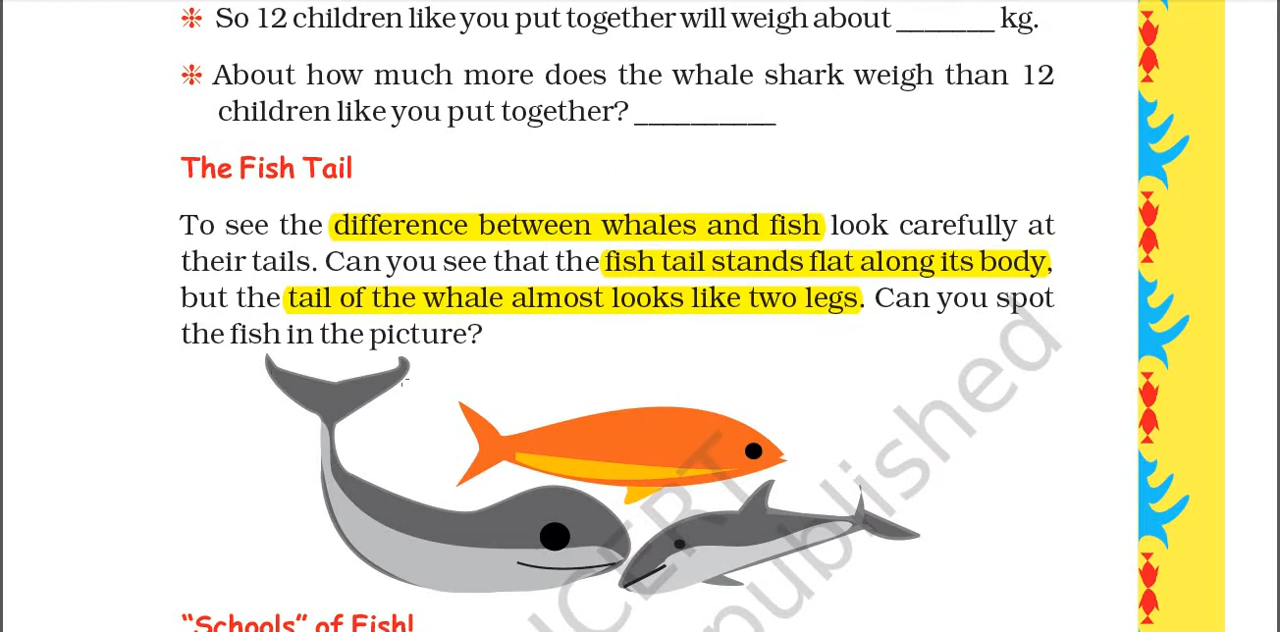 ❈ So 12 children like you put together will weigh about _______ kg.
❈ About how much more does the whale shark weigh than 12
children like you put together? __________
The Fish Tail
To see the difference between whales and fish look carefully at
their tails. Can you see that the fish tail stands flat along its body,
but the tail of the whale almost looks like two legs. Can you spot
the fish in the picture?
NCERT
published
"Schools" of Fish!